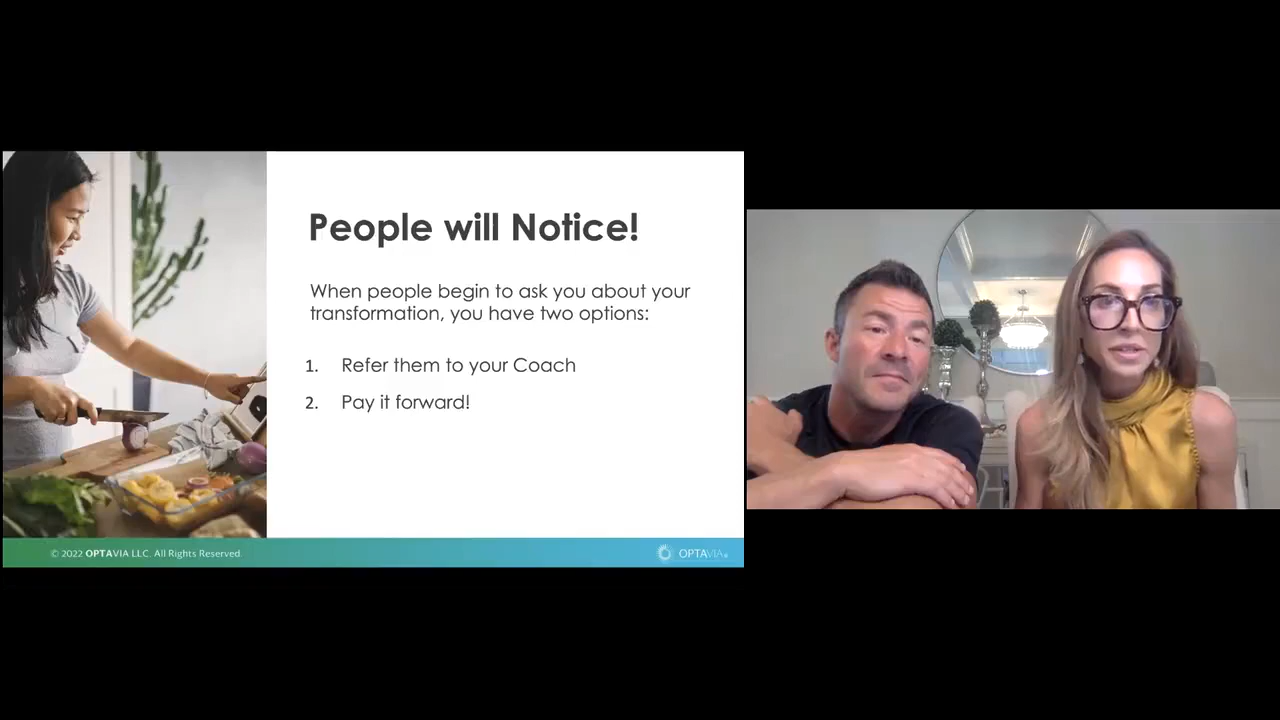 People will Notice!
When people begin to ask you about your
transformation, you have two options:
1. Refer them to your Coach
2. Pay it forward!
© 2022 OPTAVIA LLC. All Rights Reserved.
OPTAVIA®